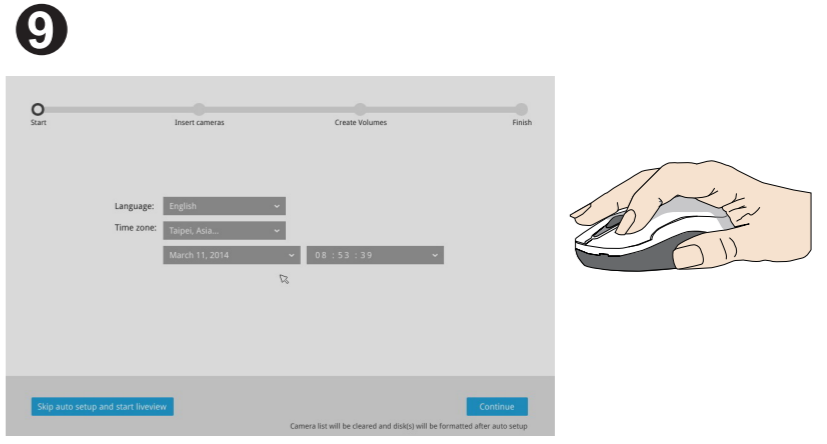 9
Start Insert cameras Create Volumes Finish
Language: English
Time zone: Taipei, Asia...
March 11, 2014 08 : 53 : 39
Skip auto setup and start liveview Continue
Camera list will be cleared and disk(s) will be formatted after auto setup